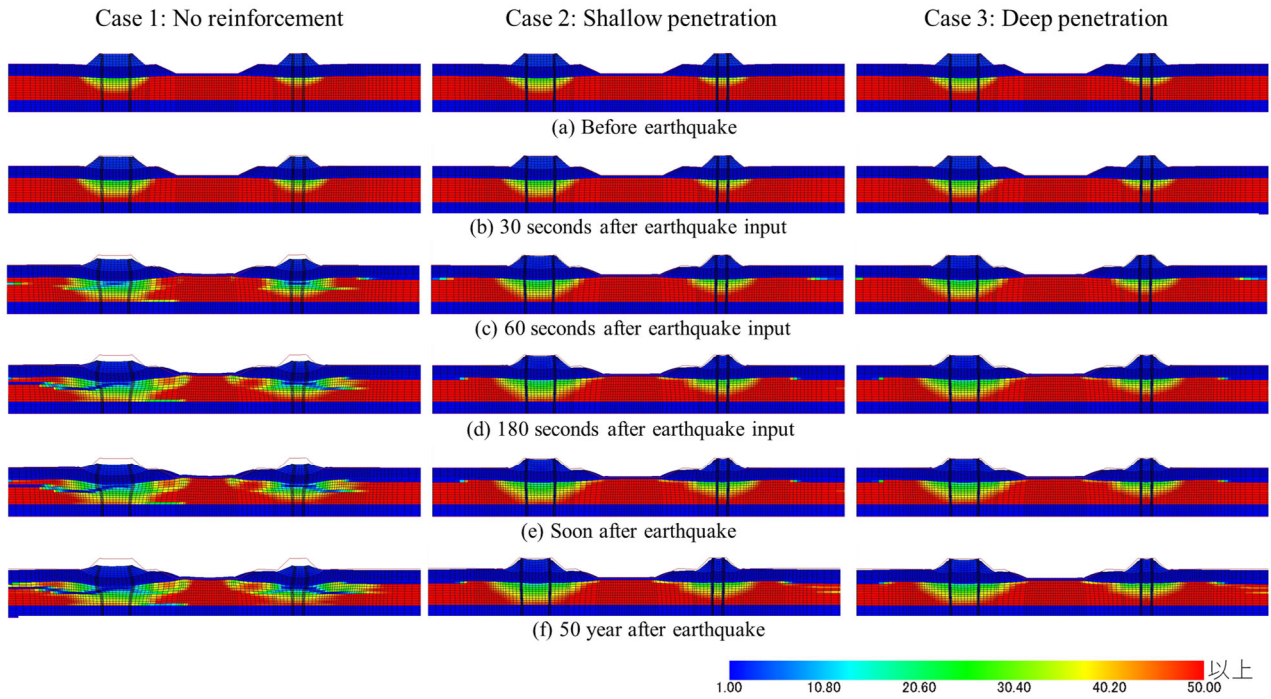 Case 1: No reinforcement
Case 2: Shallow penetration
Case 3: Deep penetration
(a) Before earthquake
(b) 30 seconds after earthquake input
(c) 60 seconds after earthquake input
(d) 180 seconds after earthquake input
(e) Soon after earthquake
(f) 50 year after earthquake
以上
1.00 10.80 20.60 30.40 40.20 50.00